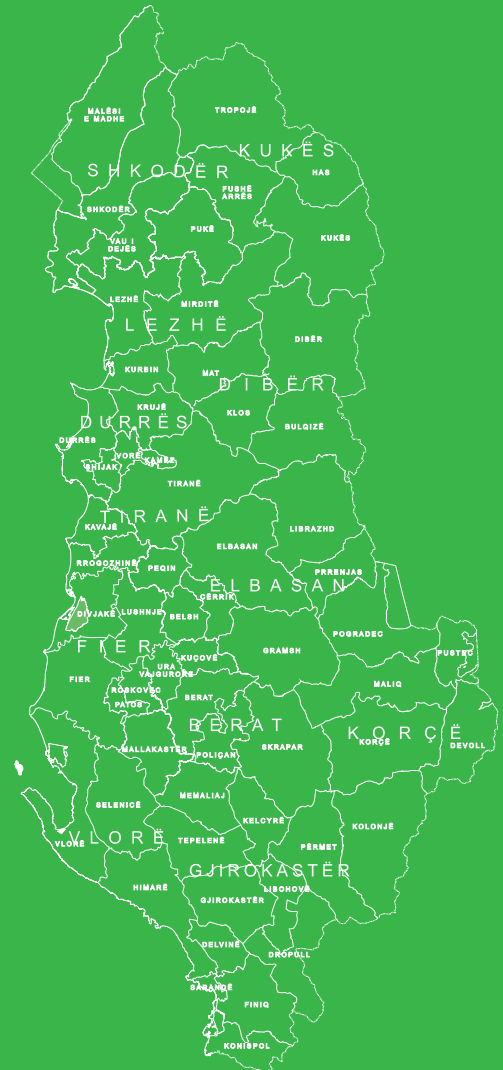 MALËSI
E MADHE
TROPOJË
KUKËS
SHKODËR
HAS
FUSHË
ARRËS
SHKODËR
PUKË
VAU I
DEJËS
KUKËS
LEZHË
MIRDITË
LEZHË
DIBËR
KURBIN
MAT
DIBËR
KRUJË
KLOS
DURRËS
BULQIZË
DURRËS
VORË
KAMËZ
SHIJAK
TIRANË
TIRANË
KAVAJË
LIBRAZHD
ELBASAN
RROGOZHINË
PEQIN
PRRENJAS
ELBASAN
CËRRIK
DIVJAKË
LUSHNJE
BELSH
POGRADEC
FIER
KUÇOVË
GRAMSH
PUSTEC
URA
VAJGURORE
FIER
MALIQ
ROSKOVEC
BERAT
PATOS
BERAT
KORÇË
KORÇË
DEVOLL
MALLAKASTËR
POLIÇAN
SKRAPAR
SELENICË
MEMALIAJ
KELCYRË
KOLONJË
VLORË
VLORË
TEPELENË
PËRMET
GJIROKASTËR
HIMARË
LIBOHOVË
GJIROKASTËR
DELVINË
DROPULL
SARANDË
FINIQ
KONISPOL